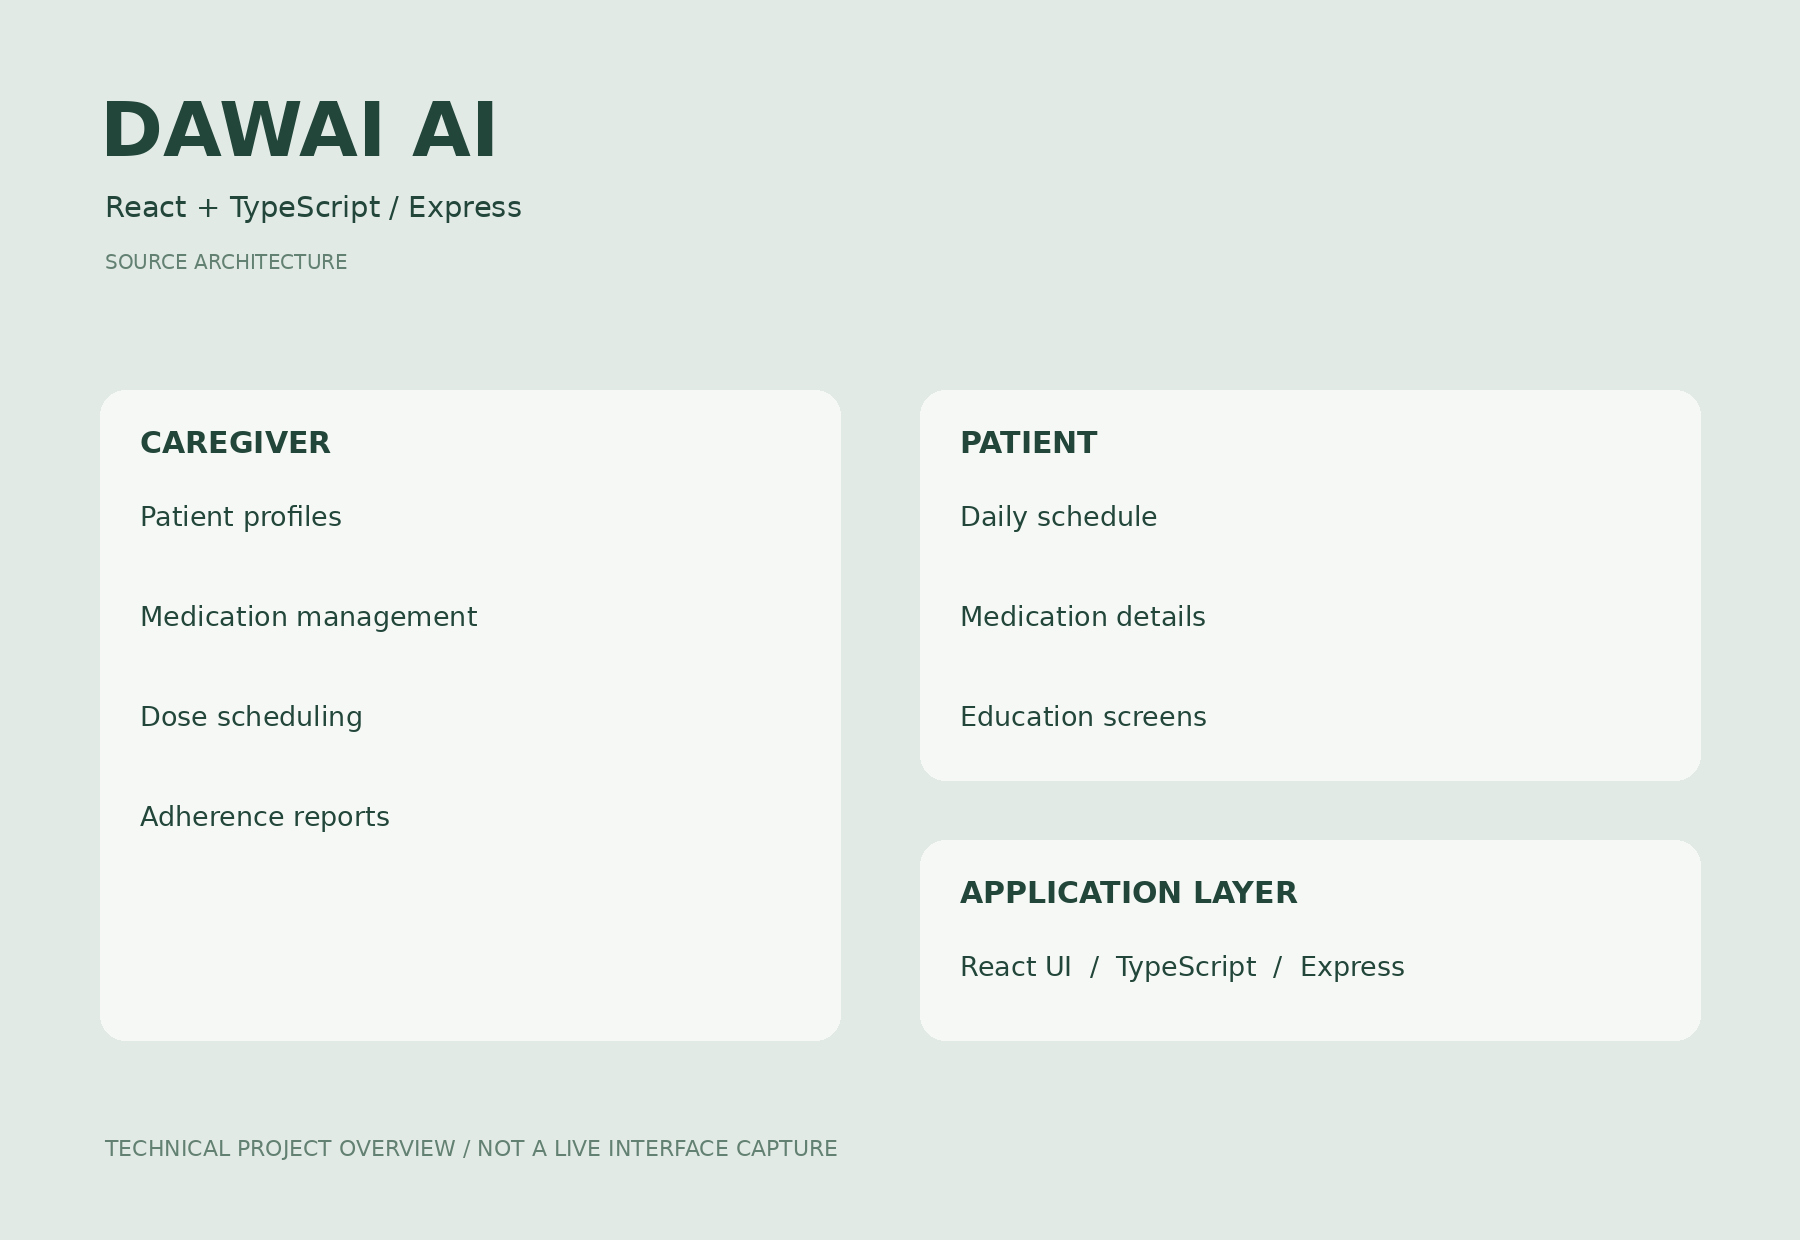 DAWAI AI
React + TypeScript / Express
SOURCE ARCHITECTURE
CAREGIVER
Patient profiles
Medication management
Dose scheduling
Adherence reports
PATIENT
Daily schedule
Medication details
Education screens
APPLICATION LAYER
React UI / TypeScript / Express
TECHNICAL PROJECT OVERVIEW / NOT A LIVE INTERFACE CAPTURE